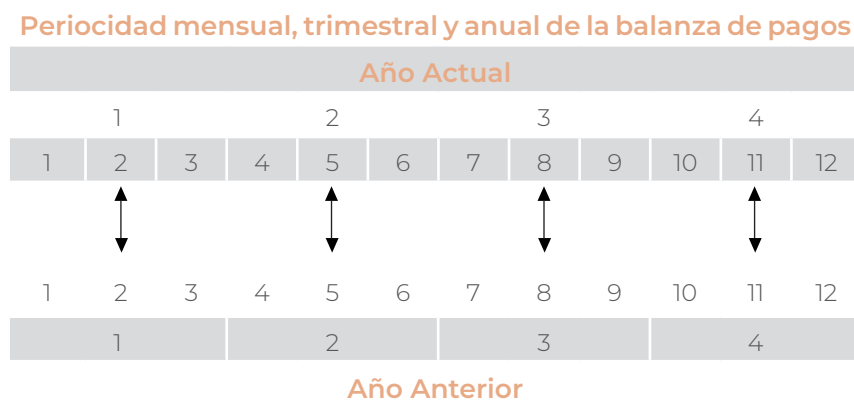 Periocidad mensual, trimestral y anual de la balanza de pagos
Año Actual
1 2 3 4
1 2 3 4 5 6 7 8 9 10 11 12
1 2 3 4 5 6 7 8 9 10 11 12
1 2 3 4
Año Anterior